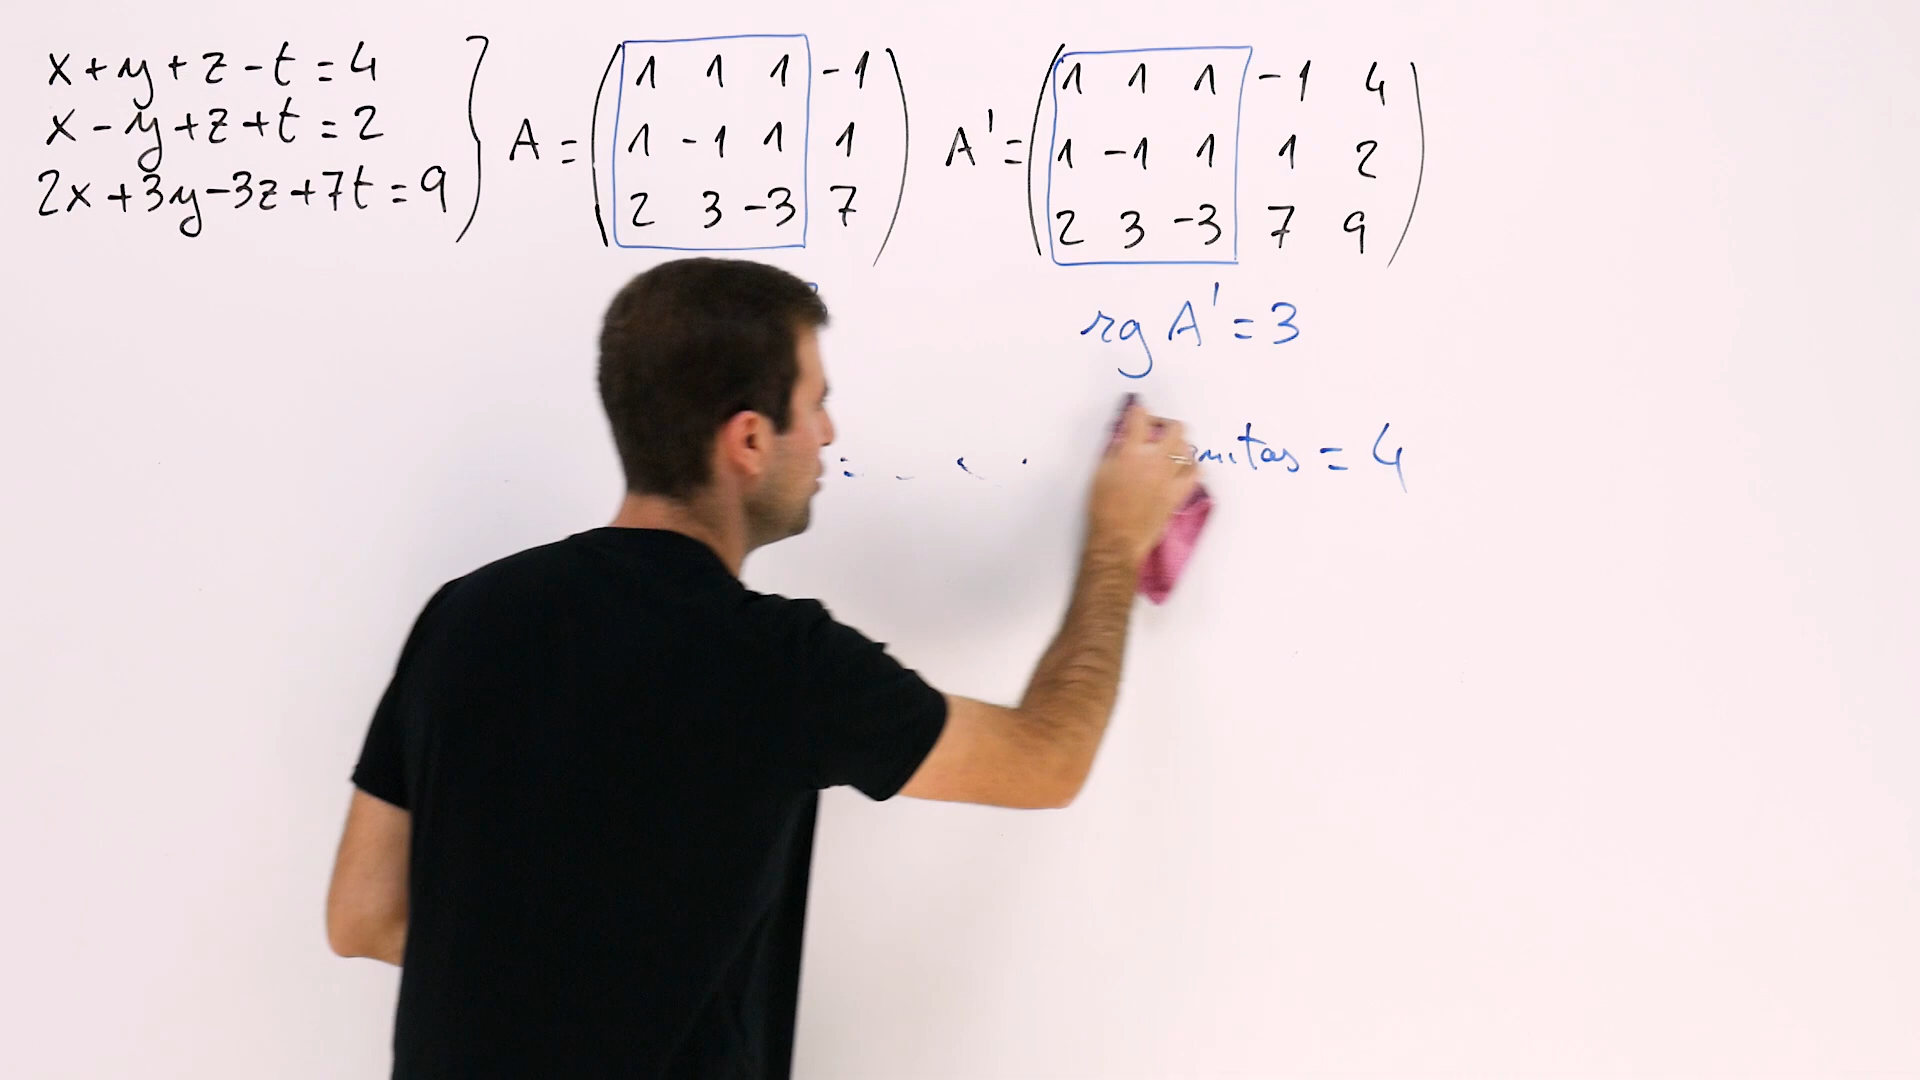 x+y+z-t=4
x-y+z+t=2
2x+3y-3z+7t=9
A = ( 1 1 1 -1
1 -1 1 1
2 3 -3 7 )
A' = ( 1 1 1 -1 4
1 -1 1 1 2
2 3 -3 7 9 )
rg A' = 3
= 4